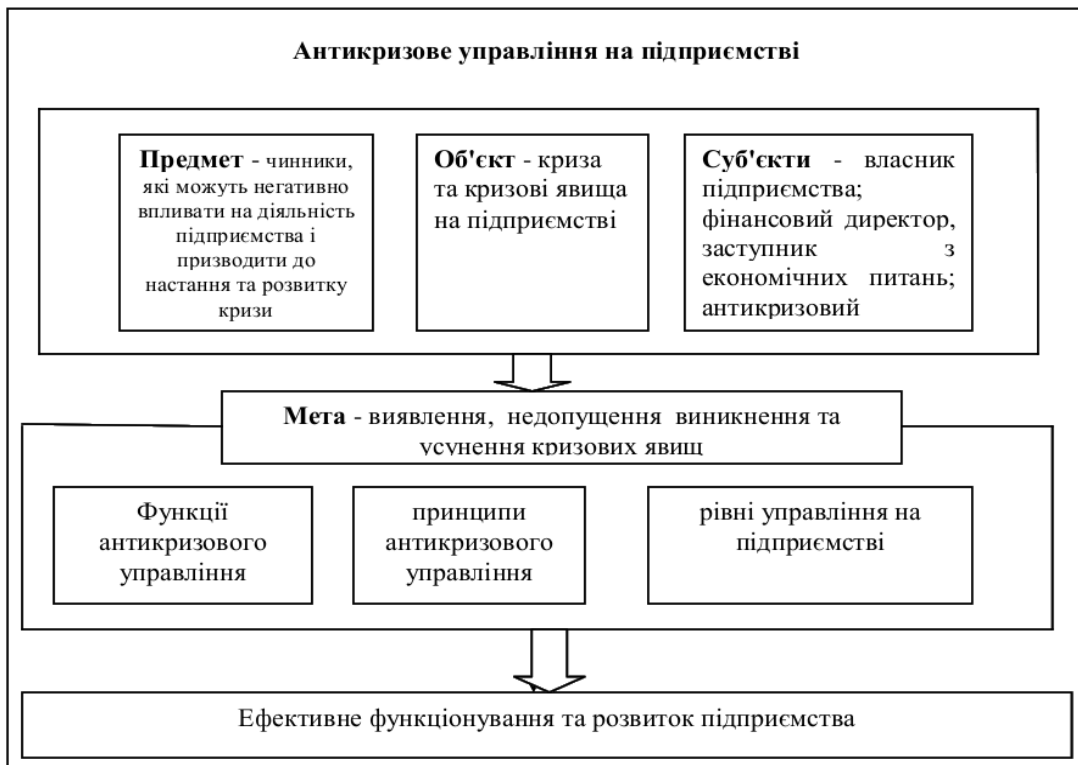 Антикризове управління на підприємстві
Предмет - чинники,
які можуть негативно
впливати на діяльність
підприємства і
призводити до
настання та розвитку
кризи
Об'єкт - криза
та кризові явища
на підприємстві
Суб'єкти - власник
підприємства;
фінансовий директор,
заступник з
економічних питань;
антикризовий
Мета - виявлення, недопущення виникнення та
усунення кризових явищ
Функції
антикризового
управління
принципи
антикризового
управління
рівні управління на
підприємстві
Ефективне функціонування та розвиток підприємства